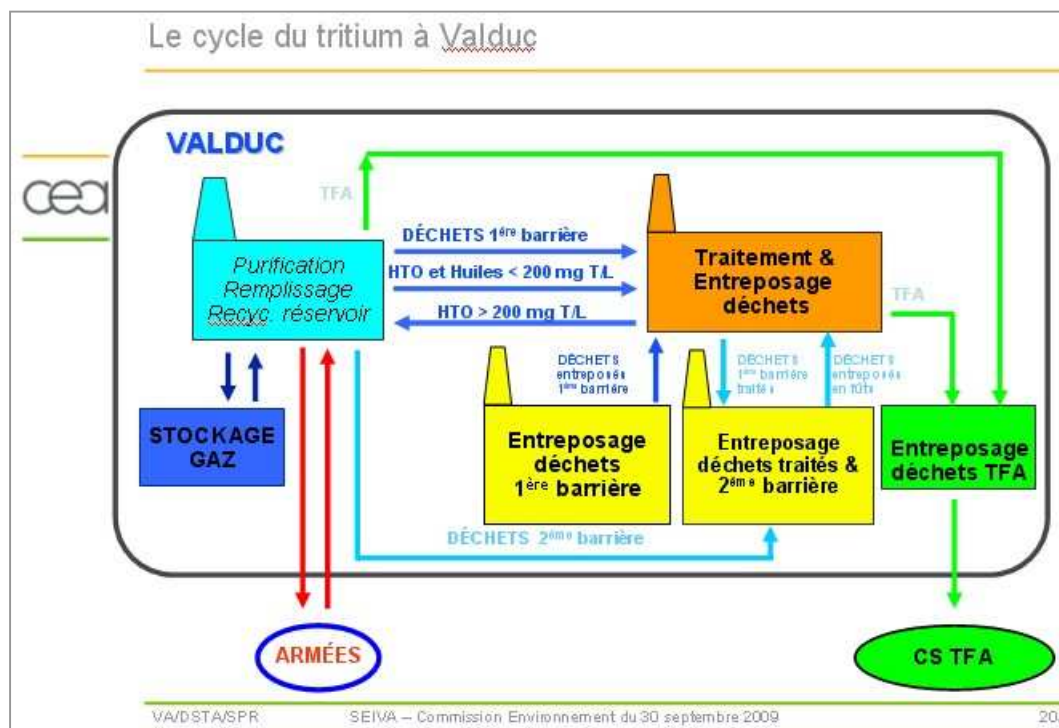 Le cycle du tritium à Valduc
cea
VALDUC
TFA
DÉCHETS 1ère barrière
HTO et Huiles < 200 mg T/L
HTO > 200 mg T/L
Purification
Remplissage
Recyc. réservoir
Traitement &
Entreposage
déchets
TFA
DÉCHETS
entreposés
1ère barrière
DÉCHETS
1ère barrière
traités
DÉCHETS
entreposés
en fûts
STOCKAGE
GAZ
Entreposage
déchets
1ère barrière
Entreposage
déchets traités &
2ème barrière
Entreposage
déchets TFA
DÉCHETS 2ème barrière
ARMÉES
CS TFA
VA/DSTA/SPR
SEIVA – Commission Environnement du 30 septembre 2009
20